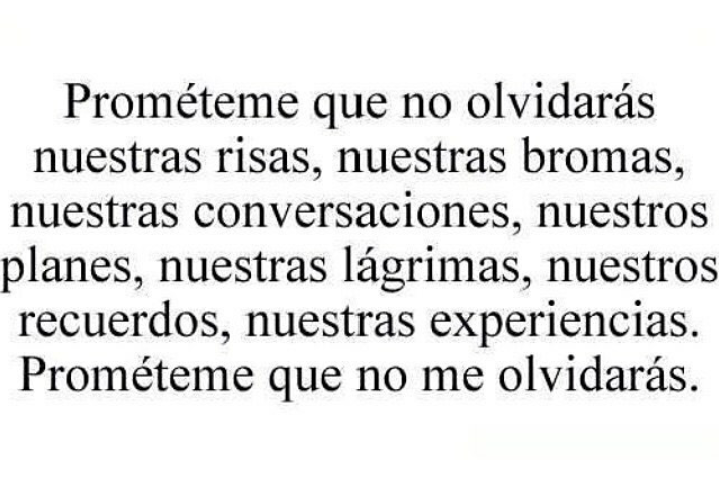 Prométeme que no olvidarás
nuestras risas, nuestras bromas,
nuestras conversaciones, nuestros
planes, nuestras lágrimas, nuestros
recuerdos, nuestras experiencias.
Prométeme que no me olvidarás.